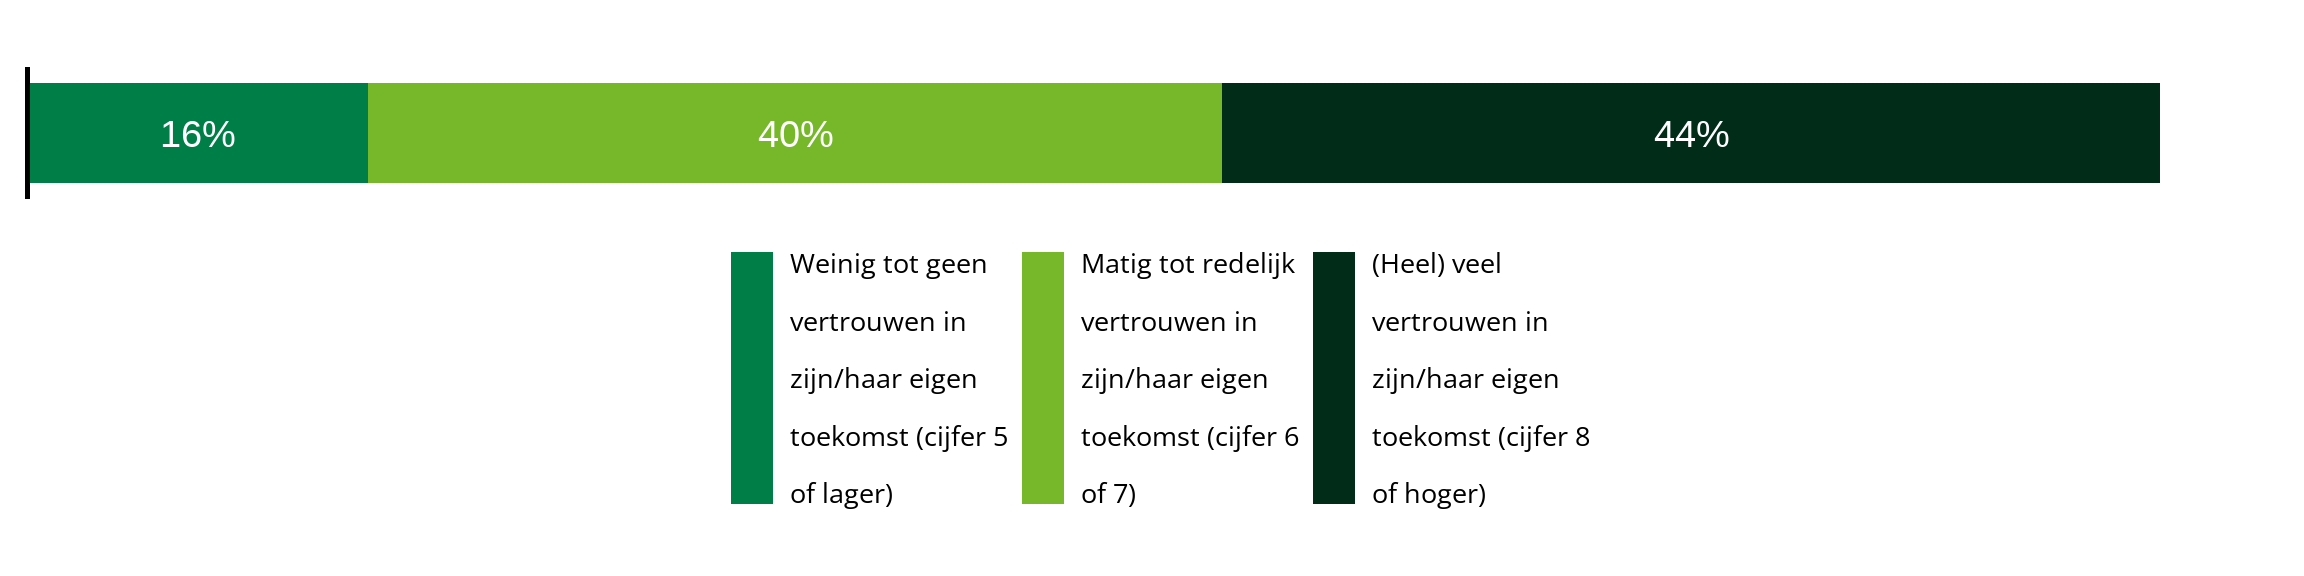 16%
40%
44%
Weinig tot geen
vertrouwen in
zijn/haar eigen
toekomst (cijfer 5
of lager)
Matig tot redelijk
vertrouwen in
zijn/haar eigen
toekomst (cijfer 6
of 7)
(Heel) veel
vertrouwen in
zijn/haar eigen
toekomst (cijfer 8
of hoger)